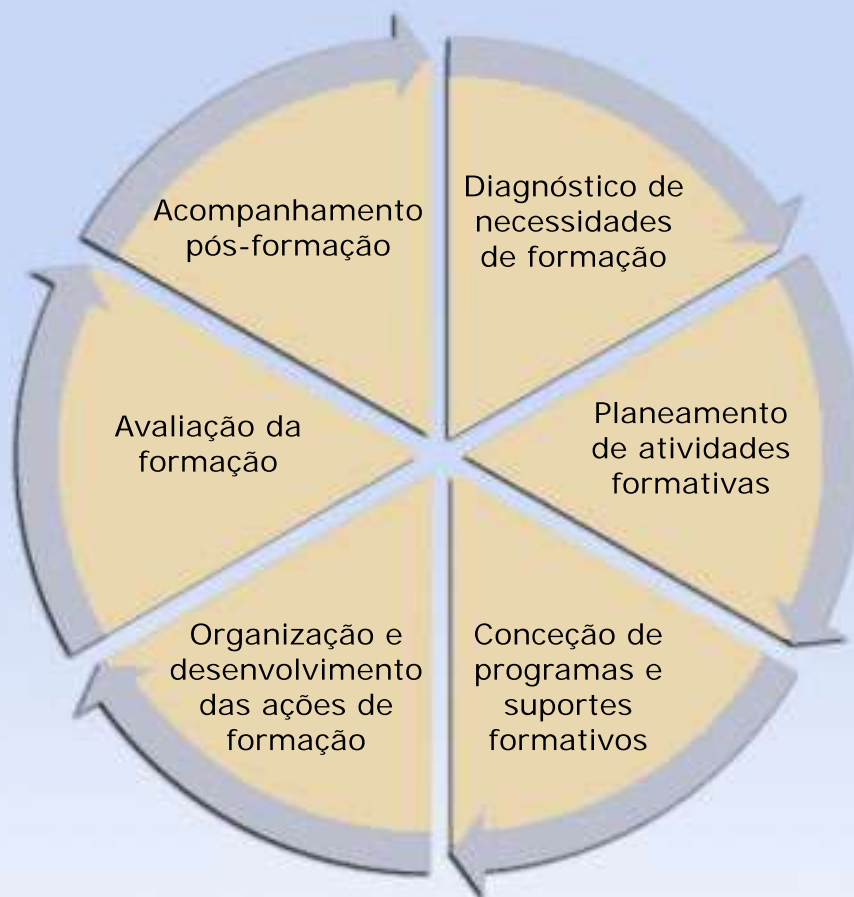 Diagnóstico de
necessidades
de formação
Planeamento
de atividades
formativas
Conceção de
programas e
suportes
formativos
Organização e
desenvolvimento
das ações de
formação
Avaliação da
formação
Acompanhamento
pós-formação